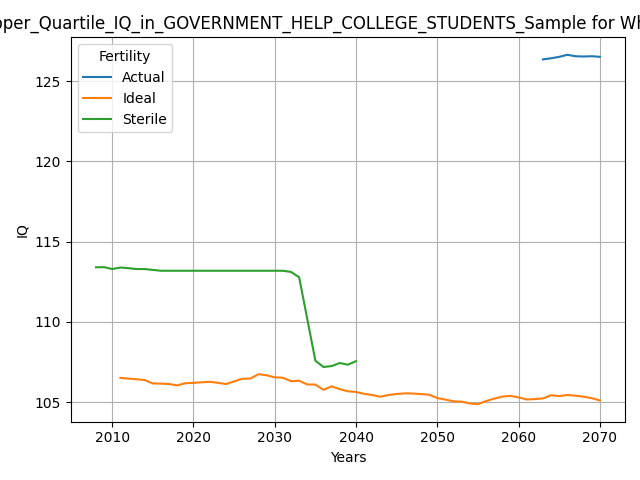 pper_Quartile_IQ_in_GOVERNMENT_HELP_COLLEGE_STUDENTS_Sample for Wh
Fertility
Actual
Ideal
Sterile
125
120
115
110
105
IQ
2010 2020 2030 2040 2050 2060 2070
Years